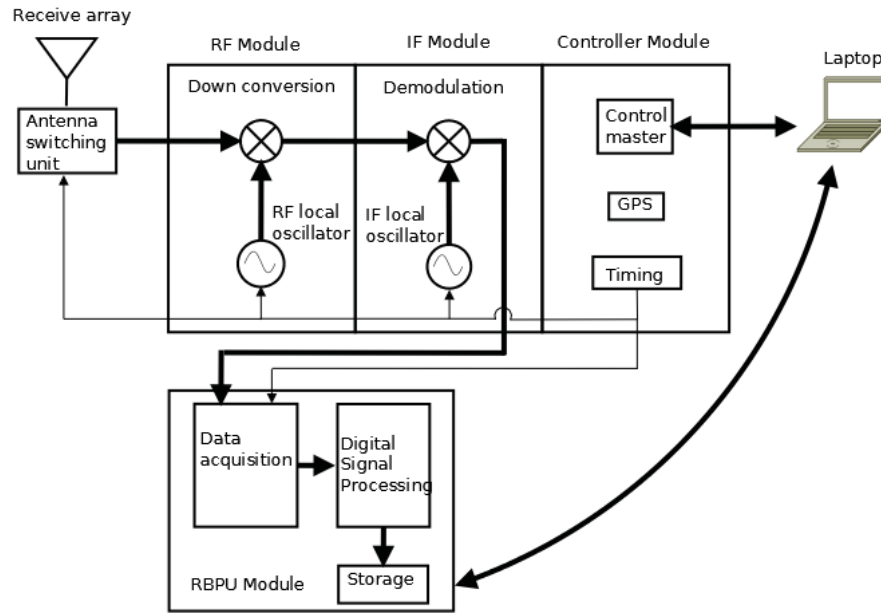 Receive array
RF Module
IF Module
Controller Module
Laptop
Down conversion
Demodulation
Antenna
switching
unit
Control
master
GPS
RF local
oscillator
IF local
oscillator
Timing
Data
acquisition
Digital
Signal
Processing
RBPU Module
Storage